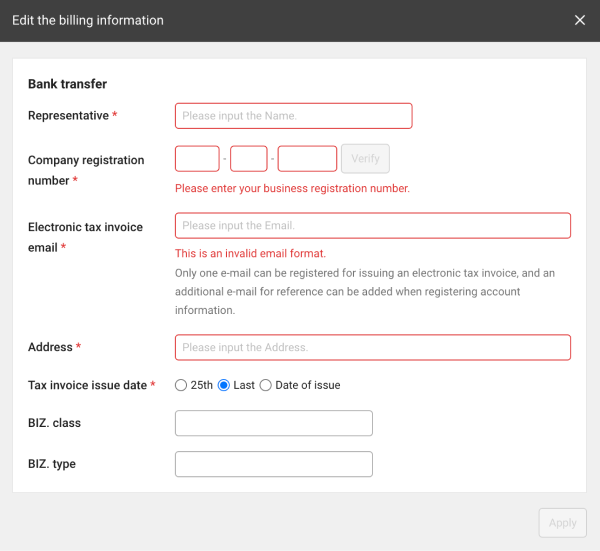 Edit the billing information
Bank transfer
Representative *
Please input the Name.
Company registration
number *
- - Verify
Please enter your business registration number.
Electronic tax invoice
email *
Please input the Email.
This is an invalid email format.
Only one e-mail can be registered for issuing an electronic tax invoice, and an
additional e-mail for reference can be added when registering account
information.
Address *
Please input the Address.
Tax invoice issue date *
25th Last Date of issue
BIZ. class
BIZ. type
Apply